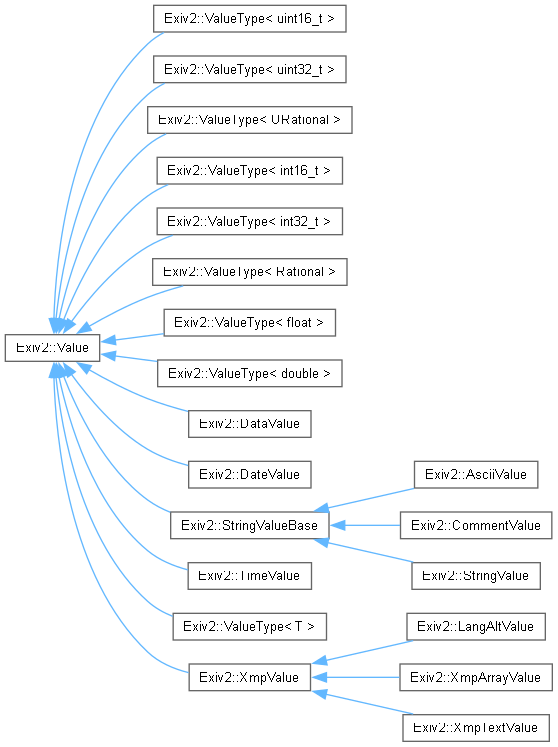 Exiv2::ValueType< uint16_t >
Exiv2::ValueType< uint32_t >
Exiv2::ValueType< URational >
Exiv2::ValueType< int16_t >
Exiv2::ValueType< int32_t >
Exiv2::ValueType< Rational >
Exiv2::ValueType< float >
Exiv2::Value
Exiv2::ValueType< double >
Exiv2::DataValue
Exiv2::DateValue
Exiv2::AsciiValue
Exiv2::StringValueBase
Exiv2::CommentValue
Exiv2::TimeValue
Exiv2::StringValue
Exiv2::ValueType< T >
Exiv2::LangAltValue
Exiv2::XmpValue
Exiv2::XmpArrayValue
Exiv2::XmpTextValue